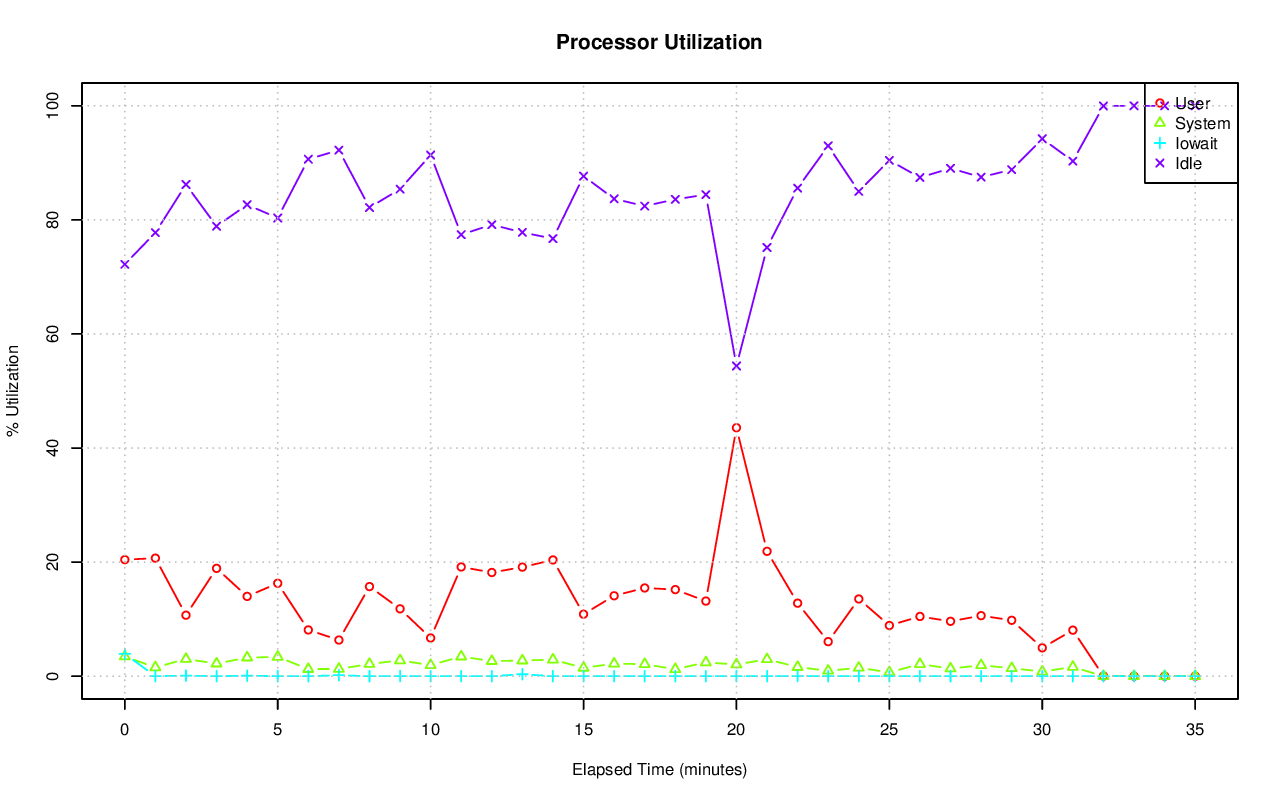 Processor Utilization
% Utilization
100
80
60
40
20
0
User
System
Iowait
Idle
0 5 10 15 20 25 30 35
Elapsed Time (minutes)